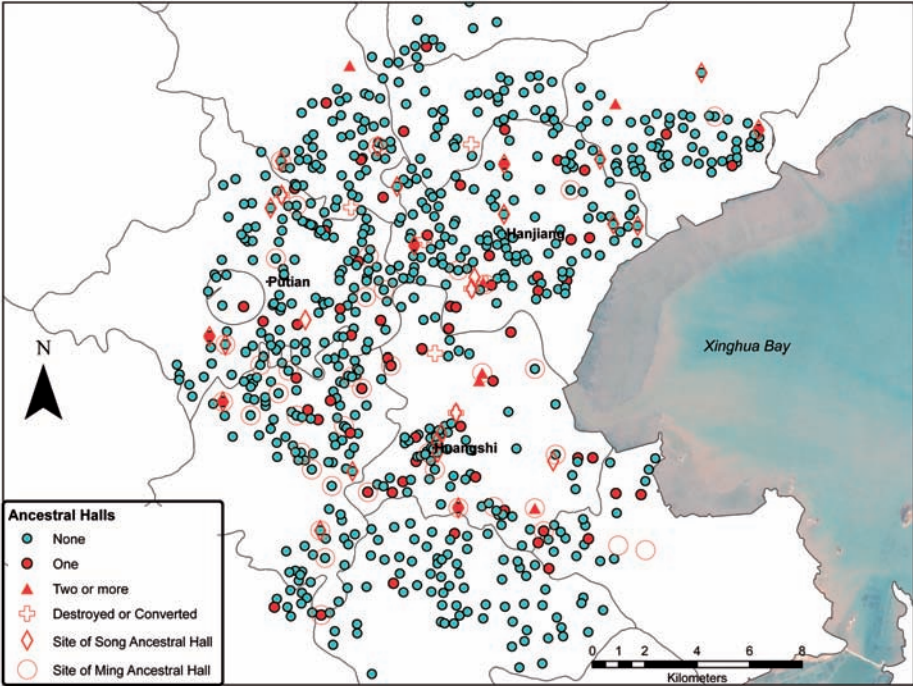 Hanjiang
Putian
Xinghua Bay
N
Huangshi
Ancestral Halls
None
One
Two or more
Destroyed or Converted
Site of Song Ancestral Hall
Site of Ming Ancestral Hall
0 2 4 6 8
Kilometers